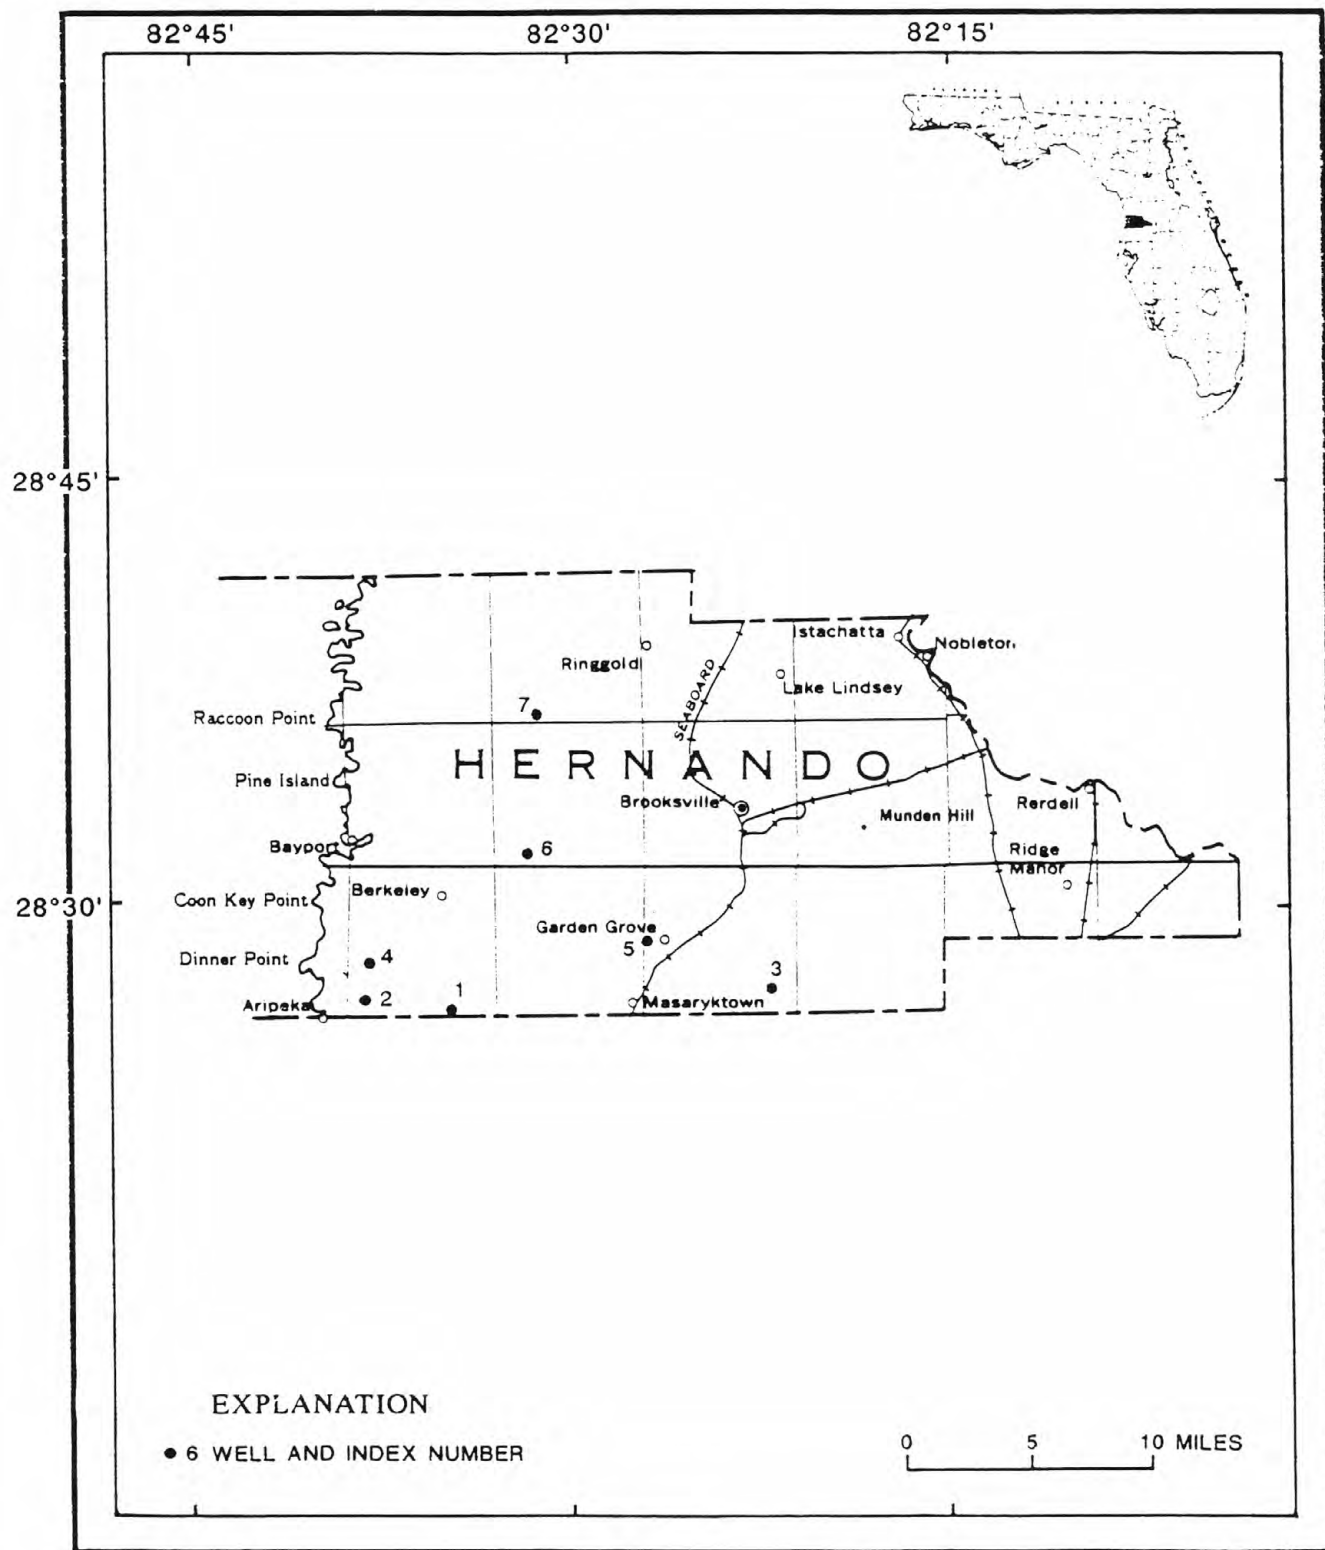 82°45' 82°30' 82°15'
28°45'
Istachatta
Nobleton
Ringgold
SEABOARD
Lake Lindsey
7
Raccoon Point
HERNANDO
Pine Island
Brooksville
Rerdell
Munden Hill
Bayport
6
Ridge
Manor
Berkeley
Coon Key Point
28°30'
Garden Grove
5
Dinner Point
4
3
1
2
Aripeka
Masaryktown
EXPLANATION
● 6 WELL AND INDEX NUMBER
0 5 10 MILES